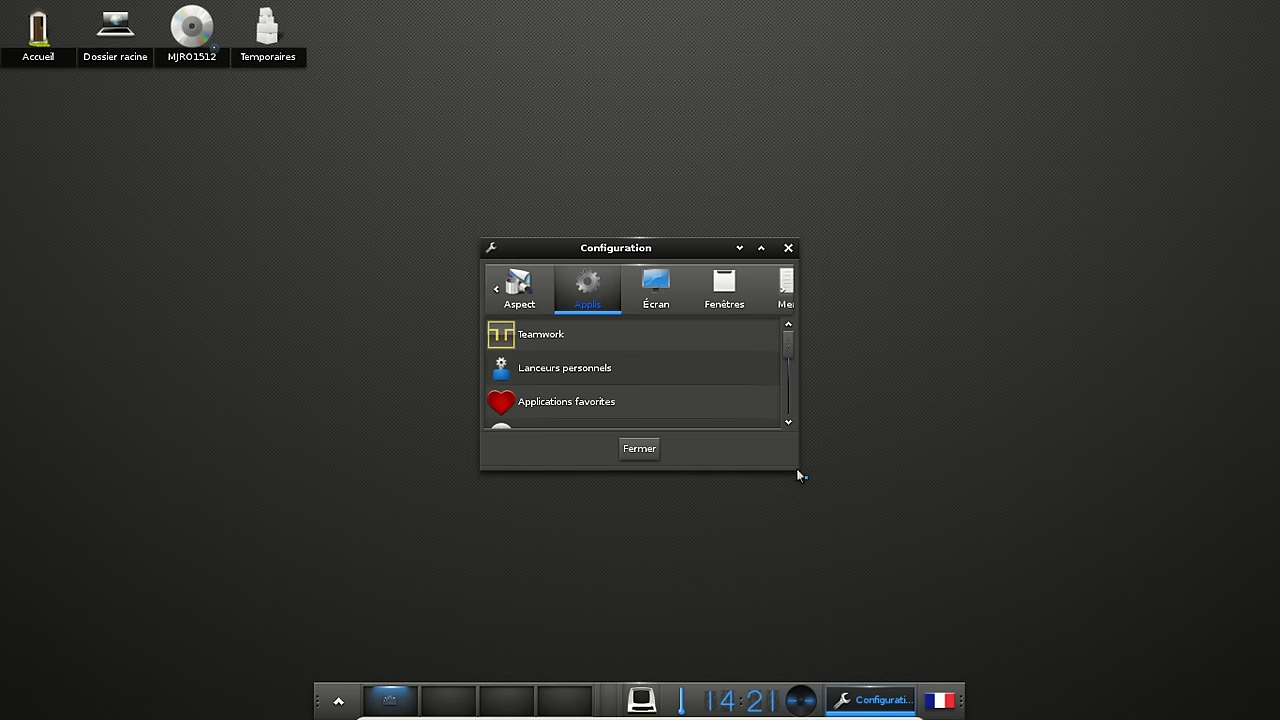 Accueil
Dossier racine
MJRO1512
Temporaires
Configuration
Aspect
Applis
Écran
Fenêtres
Me
Teamwork
Lanceurs personnels
Applications favorites
Fermer
14:21
Configurati...